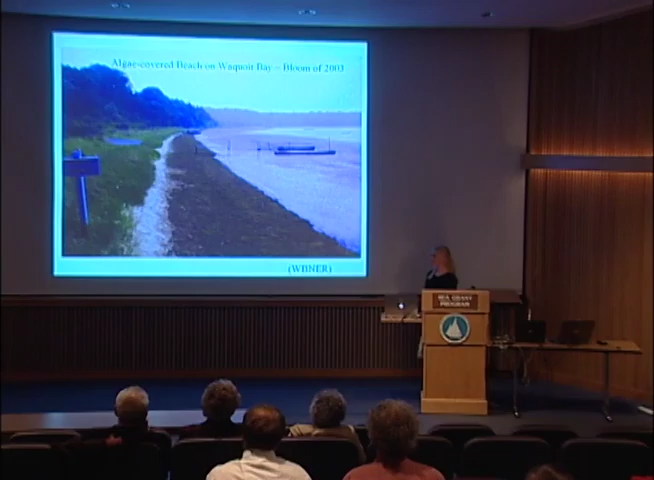 Algae-covered Beach on Waquoit Bay – Bloom of 2003
(WBNER)
SEA GRANT
PROGRAM